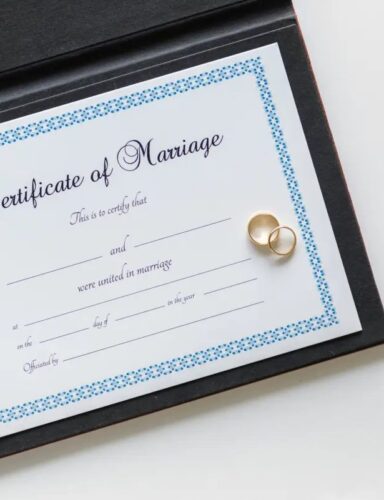 ertificate of Marriage
This is to certify that
and
were united in marriage
at
on the day of in the year
Officiated by